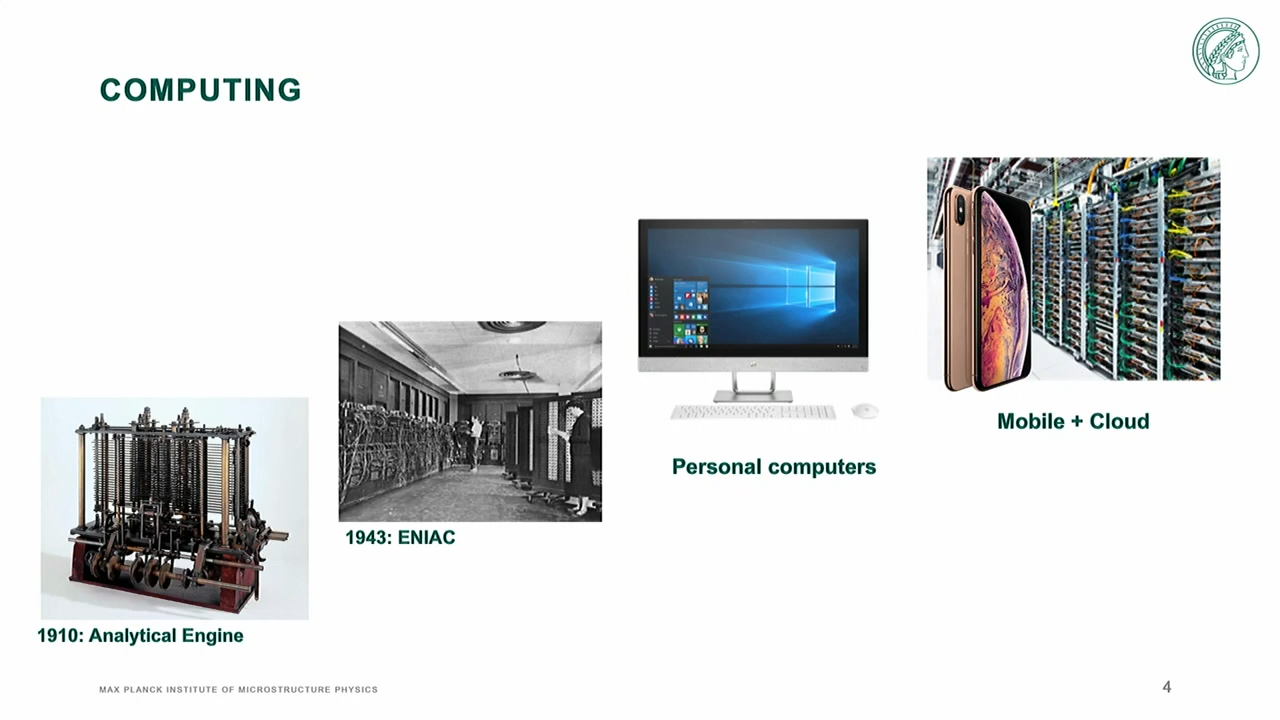 COMPUTING
Mobile + Cloud
Personal computers
1943: ENIAC
1910: Analytical Engine
MAX PLANCK INSTITUTE OF MICROSTRUCTURE PHYSICS
4